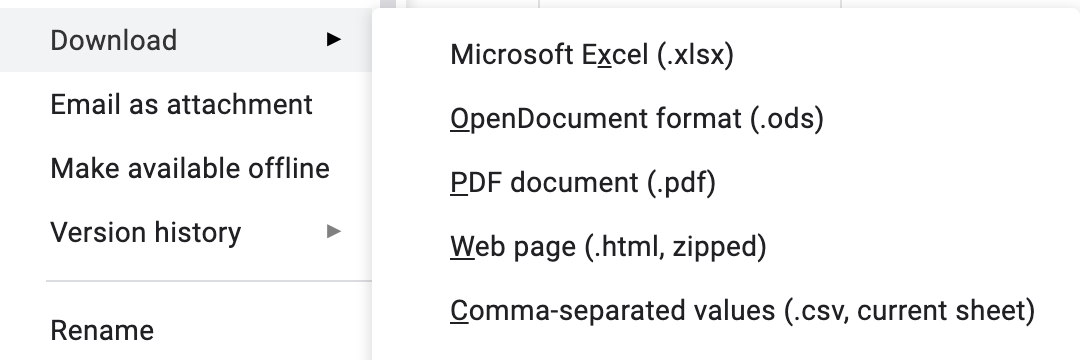 Download
Email as attachment
Make available offline
Version history
Rename
Microsoft Excel (.xlsx)
OpenDocument format (.ods)
PDF document (.pdf)
Web page (.html, zipped)
Comma-separated values (.csv, current sheet)